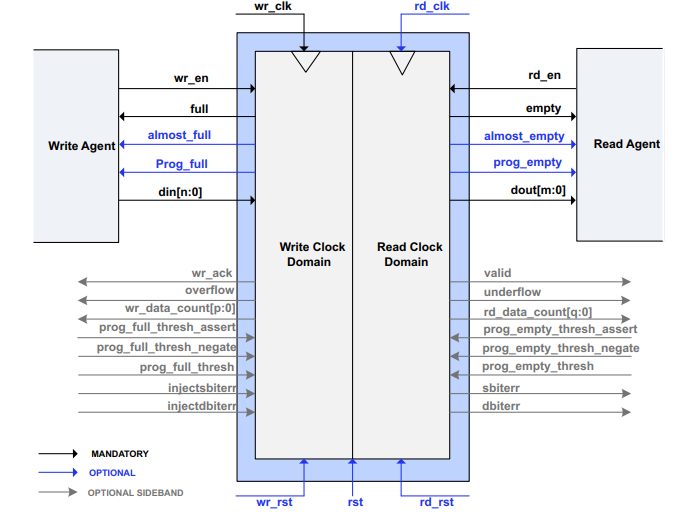 wr_clk
rd_clk
wr_en
rd_en
full
empty
almost_full
almost_empty
Write Agent
Read Agent
Prog_full
prog_empty
din[n:0]
dout[m:0]
Write Clock
Domain
Read Clock
Domain
wr_ack
valid
overflow
underflow
wr_data_count[p:0]
rd_data_count[q:0]
prog_full_thresh_assert
prog_empty_thresh_assert
prog_full_thresh_negate
prog_empty_thresh_negate
prog_full_thresh
prog_empty_thresh
injectsbiterr
sbiterr
injectdbiterr
dbiterr
MANDATORY
OPTIONAL
OPTIONAL SIDEBAND
wr_rst
rst
rd_rst